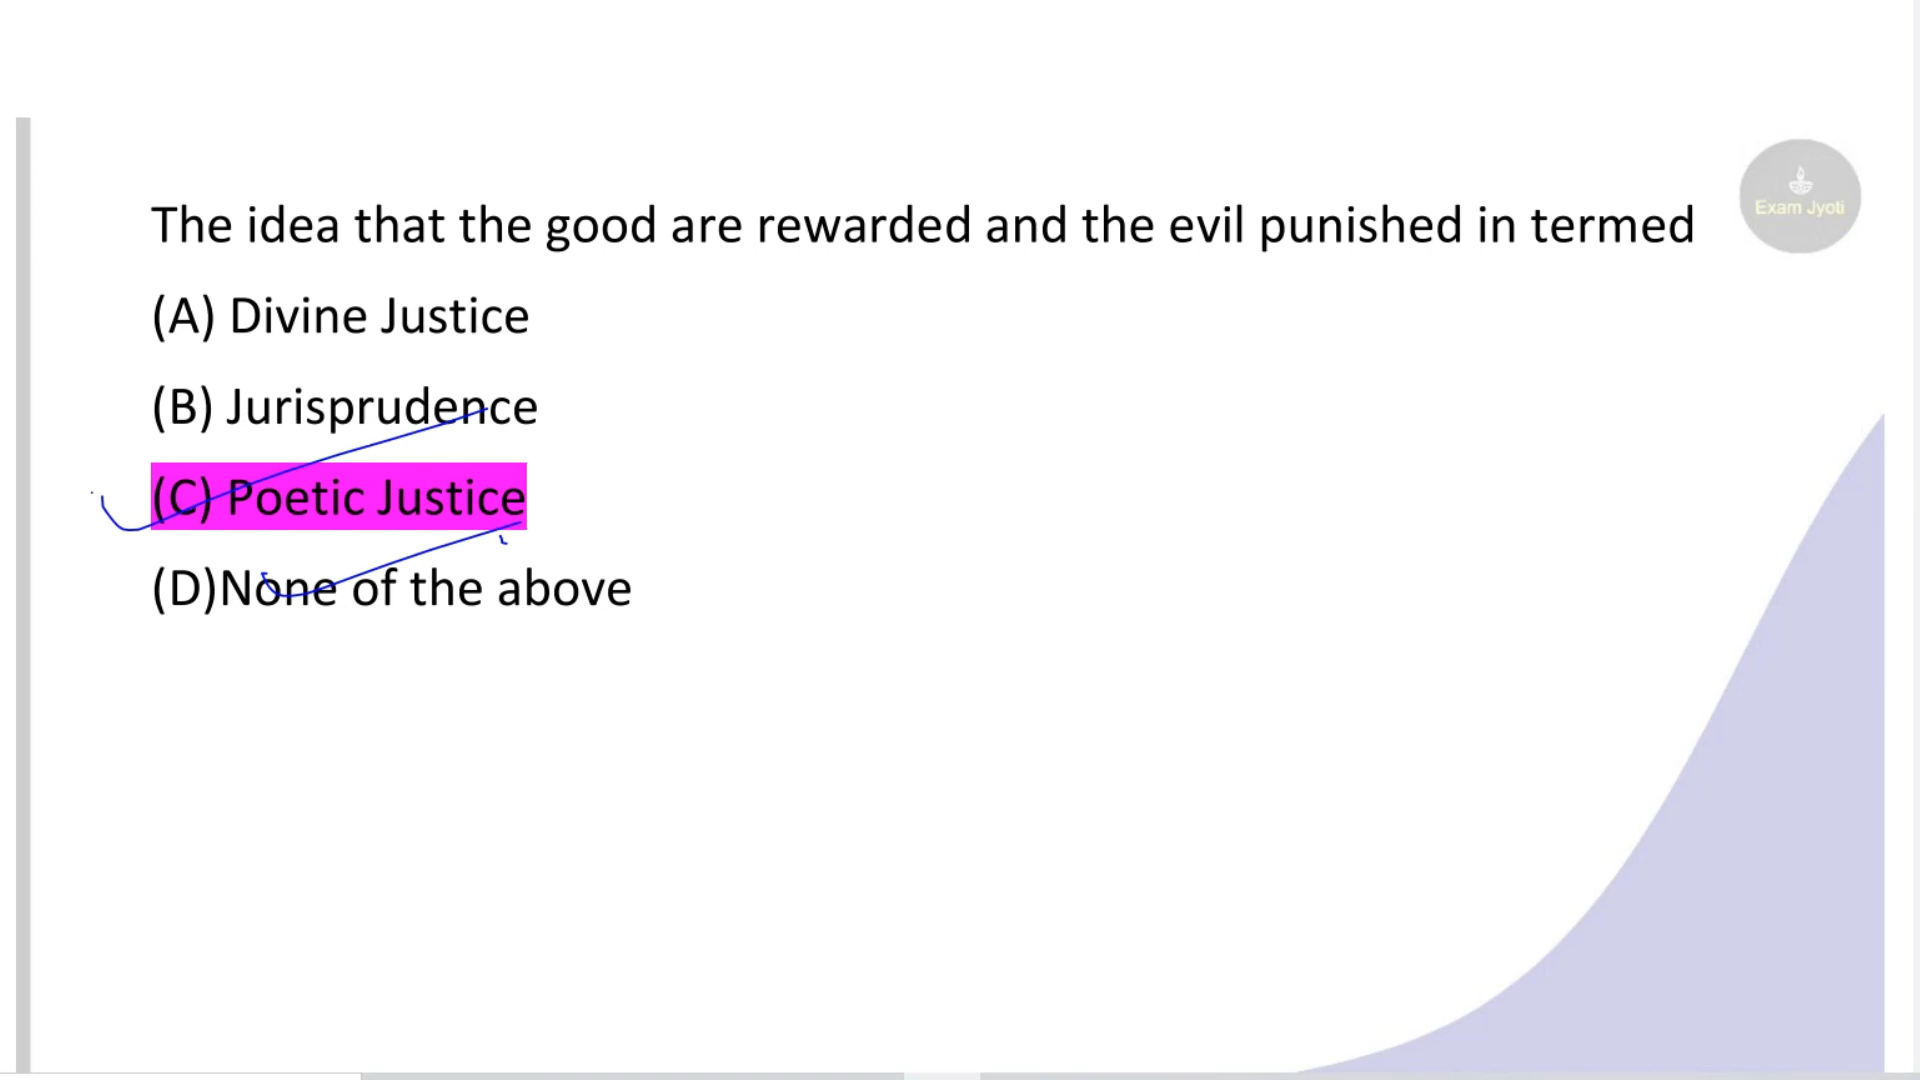 Exam Jyoti
The idea that the good are rewarded and the evil punished in termed
(A) Divine Justice
(B) Jurisprudence
(C) Poetic Justice
(D)None of the above